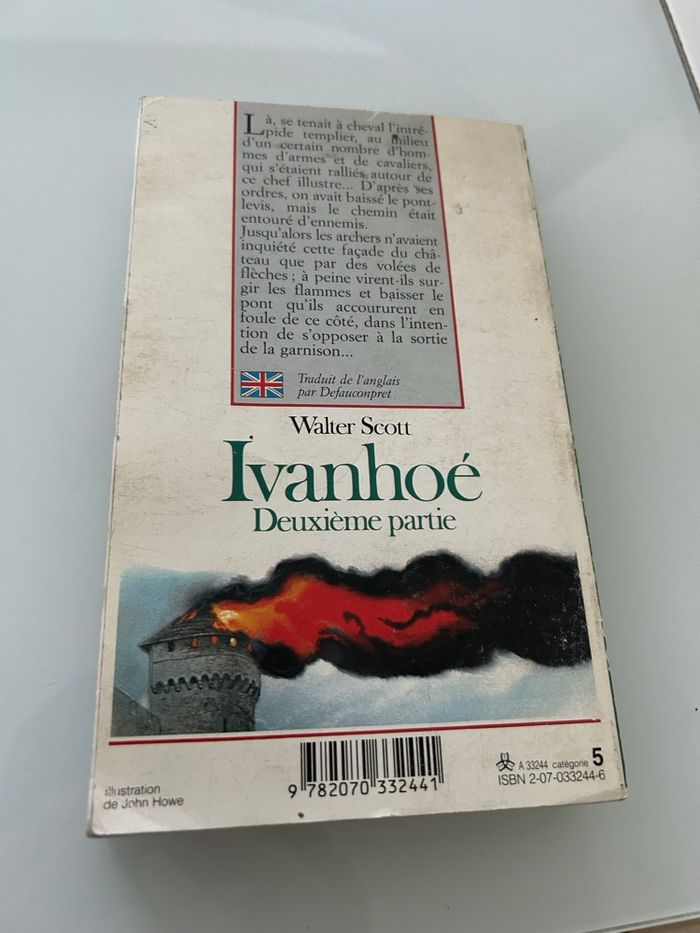 Là, se tenait à cheval l'intré-
pide templier, au milieu
d'un certain nombre d'hom-
mes d'armes et de cavaliers,
qui s'étaient ralliés autour de
ce chef illustre... D'après ses
ordres, on avait baissé le pont-
levis, mais le chemin était
entouré d'ennemis.
Jusqu'alors les archers n'avaient
inquiété cette façade du châ-
teau que par des volées de
flèches ; à peine virent-ils sur-
gir les flammes et baisser le
pont qu'ils accoururent en
foule de ce côté, dans l'inten-
tion de s'opposer à la sortie
de la garnison...
Traduit de l'anglais
par Defauconpret
Walter Scott
Ivanhoé
Deuxième partie
illustration
de John Howe
9 782070 332441
A 33244 catégorie 5
ISBN 2-07-033244-6